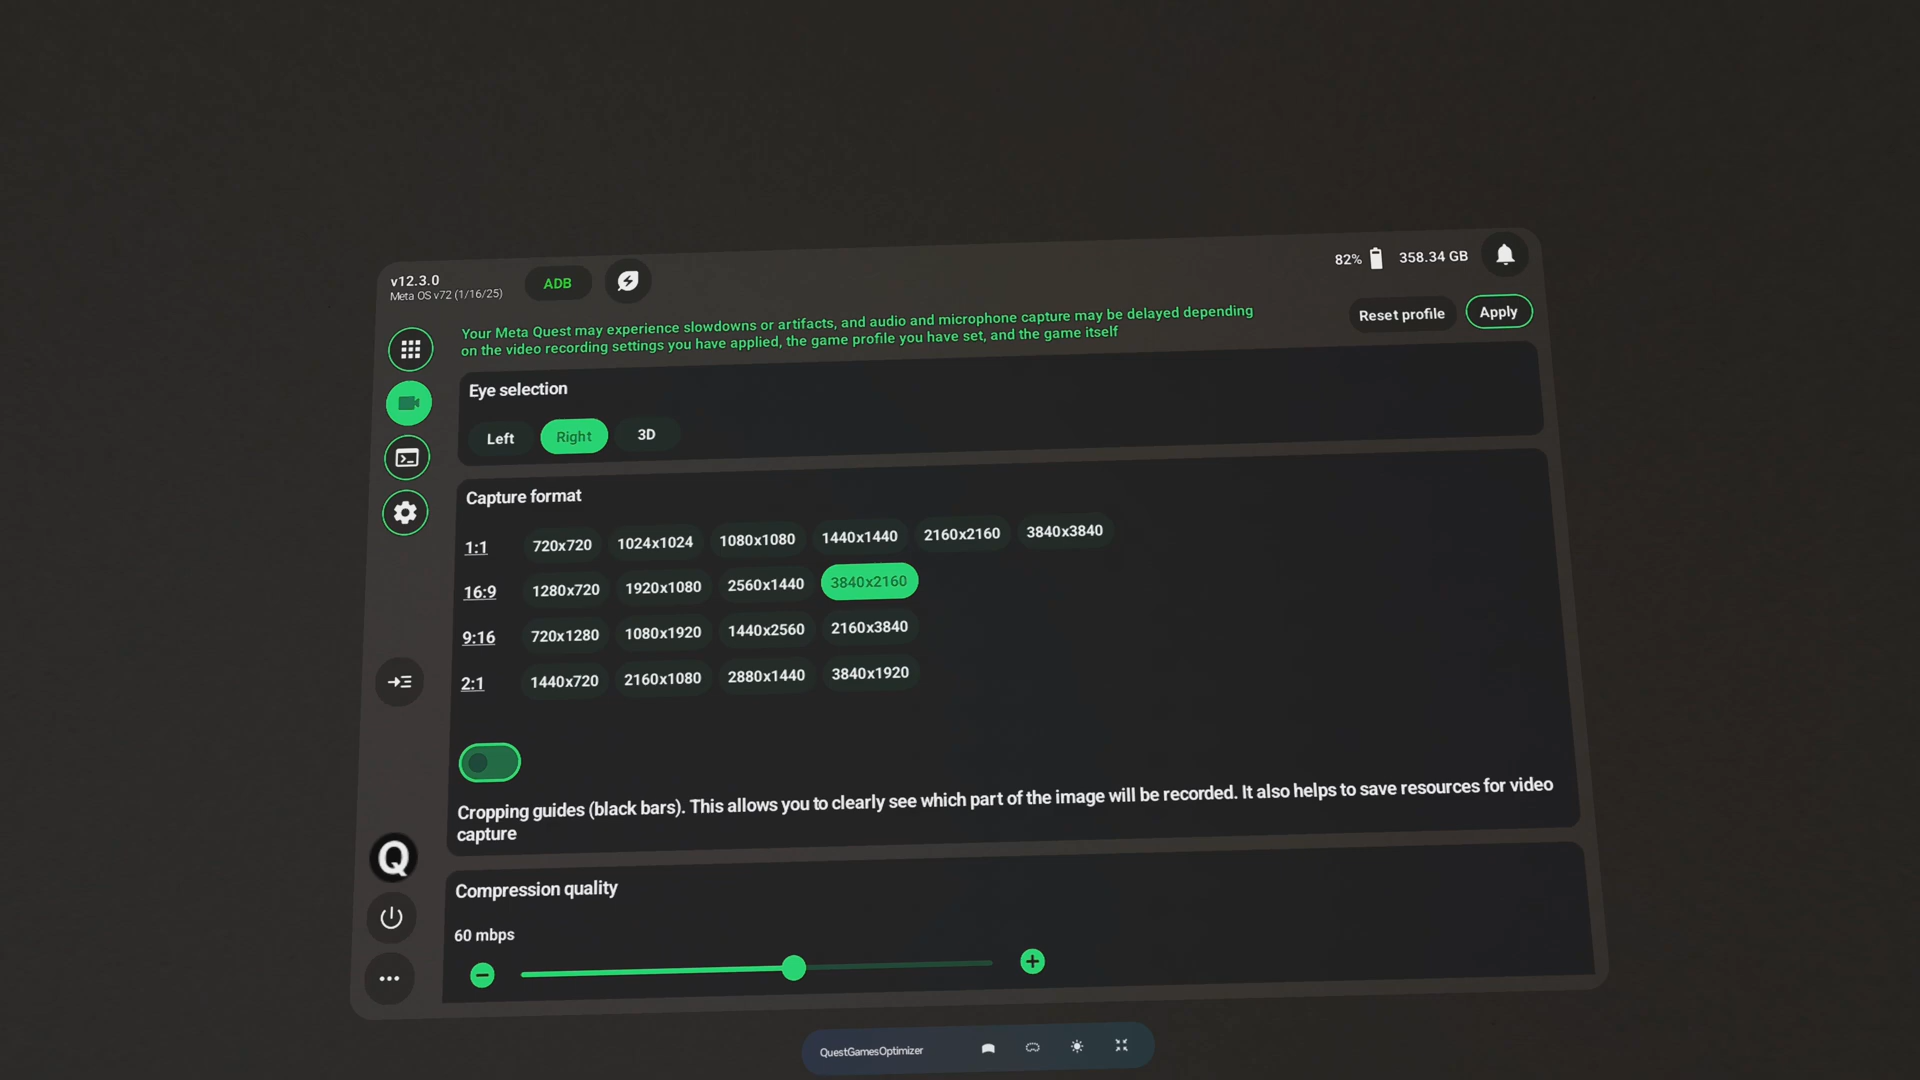 v12.3.0
Meta OS v72 (1/16/25)
ADB
82%
358.34 GB
Your Meta Quest may experience slowdowns or artifacts, and audio and microphone capture may be delayed depending
on the video recording settings you have applied, the game profile you have set, and the game itself
Reset profile
Apply
Eye selection
Left
Right
3D
Capture format
1:1 720x720 1024x1024 1080x1080 1440x1440 2160x2160 3840x3840
16:9 1280x720 1920x1080 2560x1440 3840x2160
9:16 720x1280 1080x1920 1440x2560 2160x3840
2:1 1440x720 2160x1080 2880x1440 3840x1920
Cropping guides (black bars). This allows you to clearly see which part of the image will be recorded. It also helps to save resources for video
capture
Q
Compression quality
60 mbps
QuestGamesOptimizer